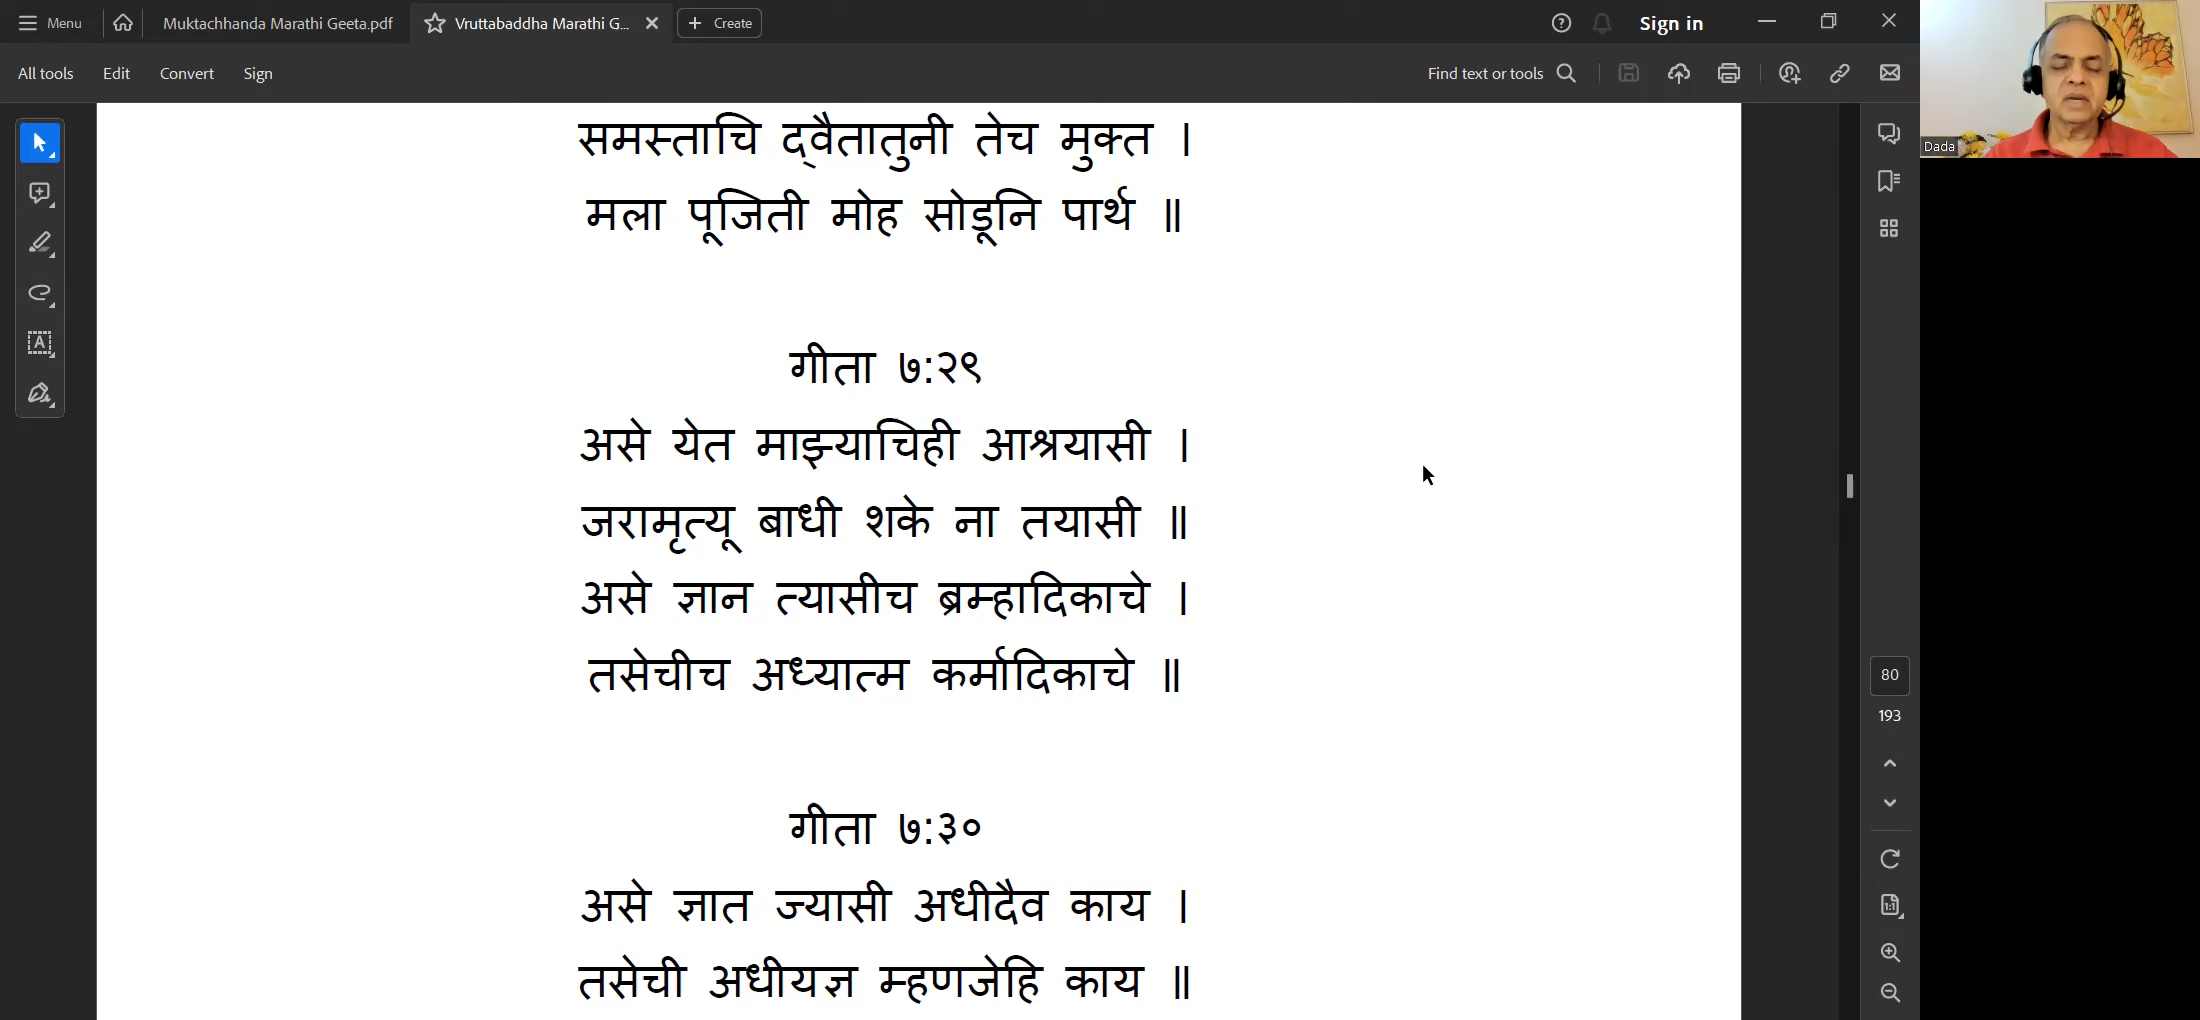 Menu
Muktachhanda Marathi Geeta.pdf
Vruttabaddha Marathi G...
Create
Sign in
All tools
Edit
Convert
Sign
Find text or tools
Dada
समस्ताचि द्वैतातुनी तेच मुक्त ।
मला पूजिती मोह सोडूनि पार्थ ॥
गीता ७:२९
असे येत माझ्याचिही आश्रयासी ।
जरामृत्यू बाधी शके ना तयासी ॥
असे ज्ञान त्यासीच ब्रम्हादिकाचे ।
तसेचीच अध्यात्म कर्मादिकाचे ॥
गीता ७:३०
असे ज्ञात ज्यासी अधीदैव काय ।
तसेची अधीयज्ञ म्हणजेहि काय ॥
80
193